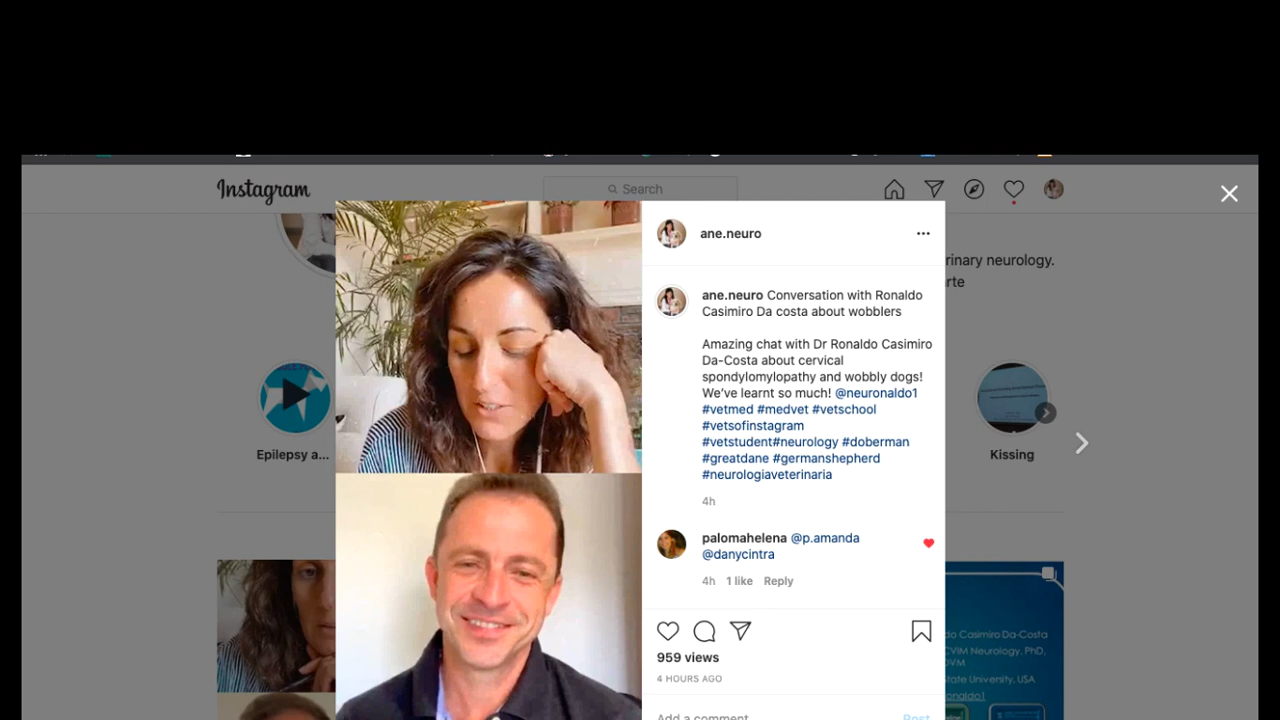 Instagram
Search
ane.neuro
rinary neurology.
rte
ane.neuro Conversation with Ronaldo
Casimiro Da costa about wobblers
Amazing chat with Dr Ronaldo Casimiro
Da-Costa about cervical
spondylomylopathy and wobbly dogs!
We've learnt so much! @neuronaldo1
#vetmed #medvet #vetschool
#vetsofinstagram
#vetstudent#neurology #doberman
#greatdane #germanshepherd
#neurologiaveterinaria
4h
Epilepsy a...
Kissing
palomahelena @p.amanda
@danycintra
4h 1 like Reply
959 views
4 HOURS AGO
Add a comment
Post
do Casimiro Da-Costa
CVIM Neurology, PhD,
DVM
State University, USA
onaldo1